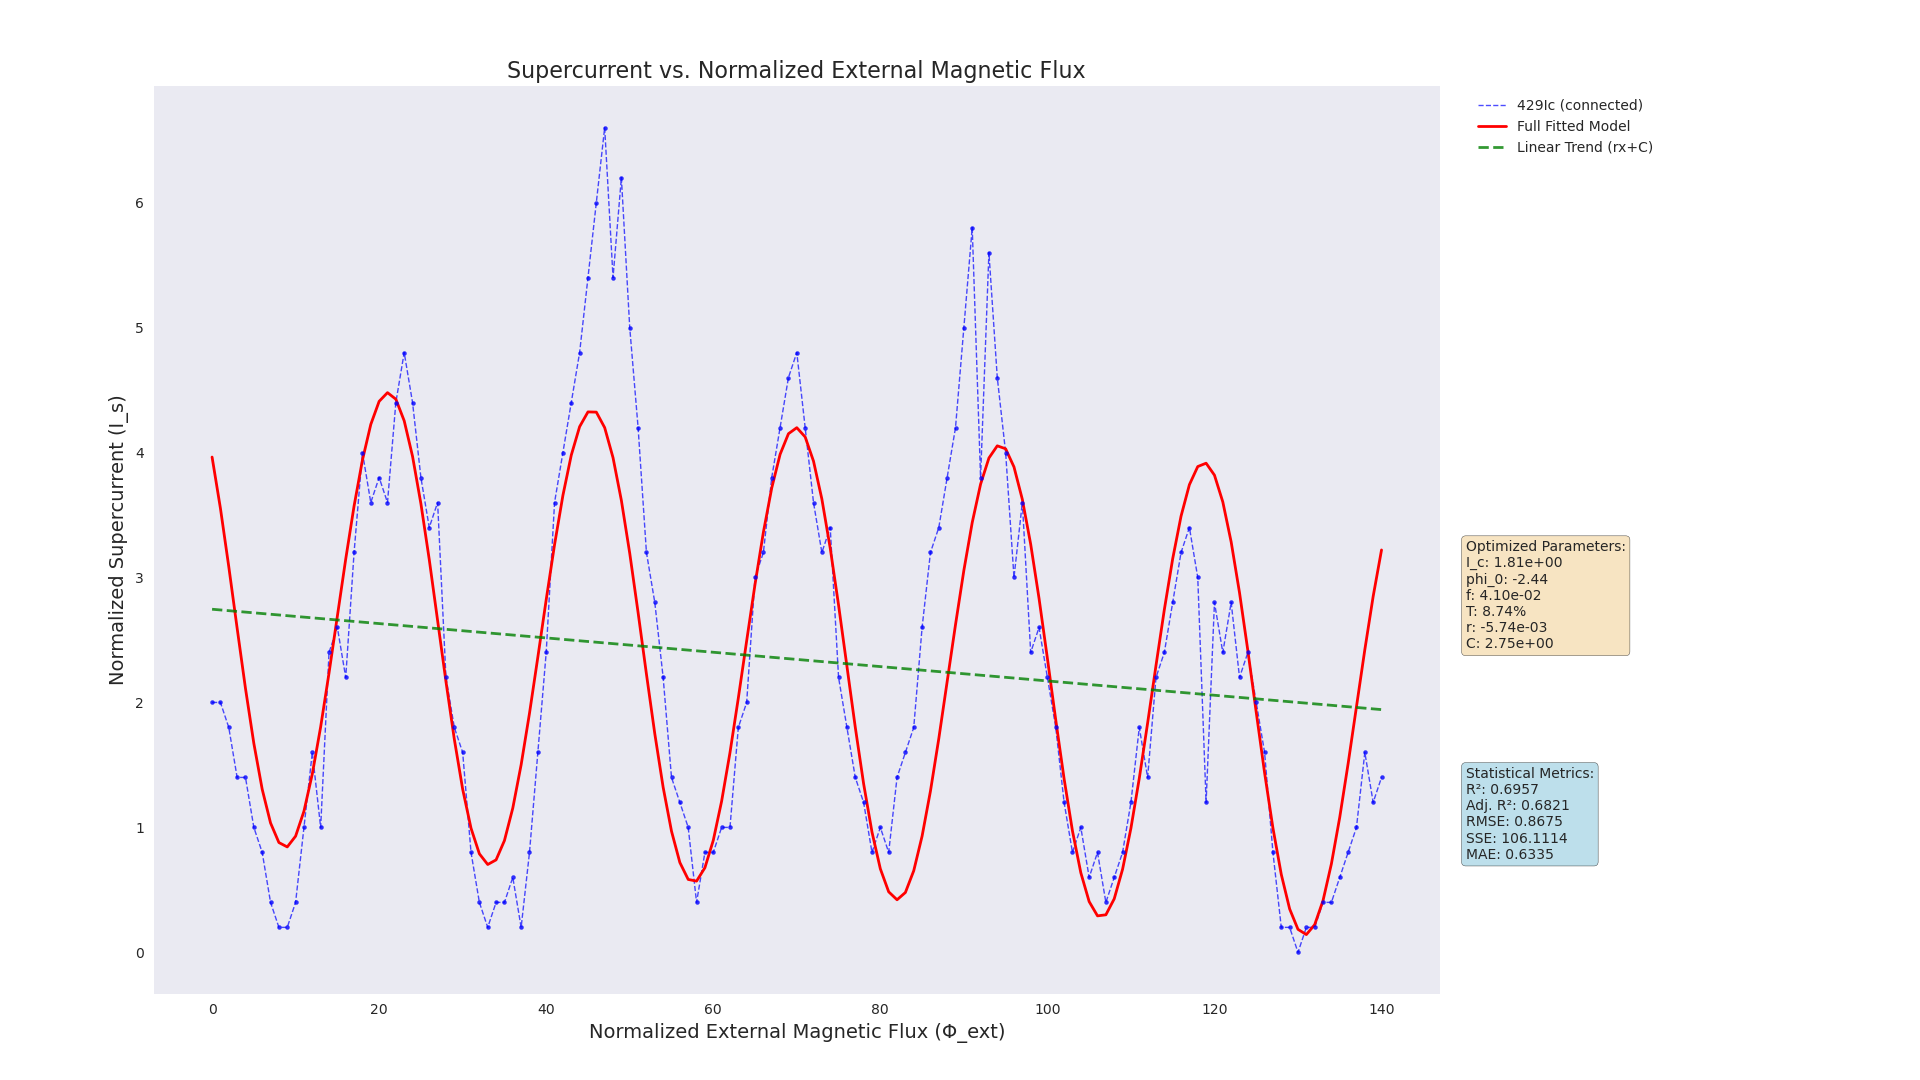 Supercurrent vs. Normalized External Magnetic Flux
Normalized Supercurrent (I_s)
6
5
4
3
2
1
0
0 20 40 60 80 100 120 140
Normalized External Magnetic Flux (Φ_ext)
429Ic (connected)
Full Fitted Model
Linear Trend (rx+C)
Optimized Parameters:
I_c: 1.81e+00
phi_0: -2.44
f: 4.10e-02
T: 8.74%
r: -5.74e-03
C: 2.75e+00
Statistical Metrics:
R²: 0.6957
Adj. R²: 0.6821
RMSE: 0.8675
SSE: 106.1114
MAE: 0.6335